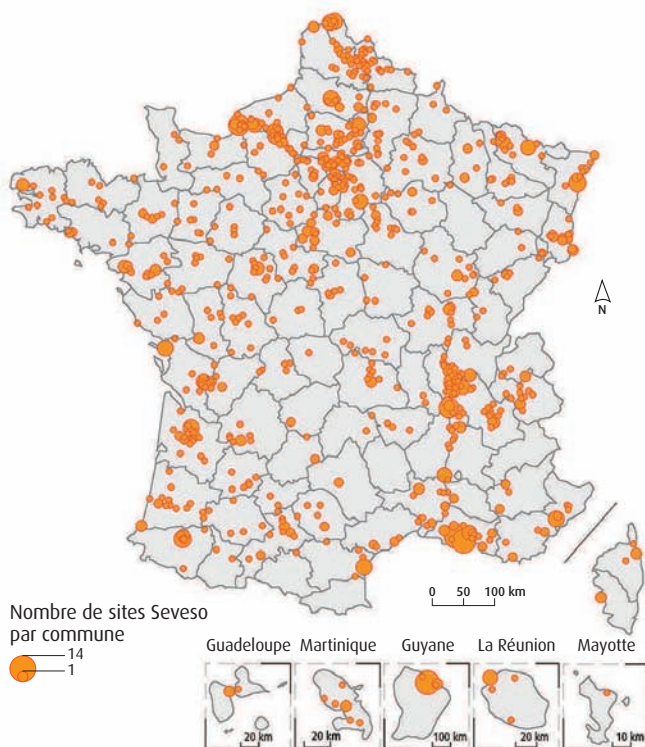 N
0 50 100 km
Nombre de sites Seveso
par commune
14
1
Guadeloupe
20 km
Martinique
20 km
Guyane
100 km
La Réunion
20 km
Mayotte
10 km